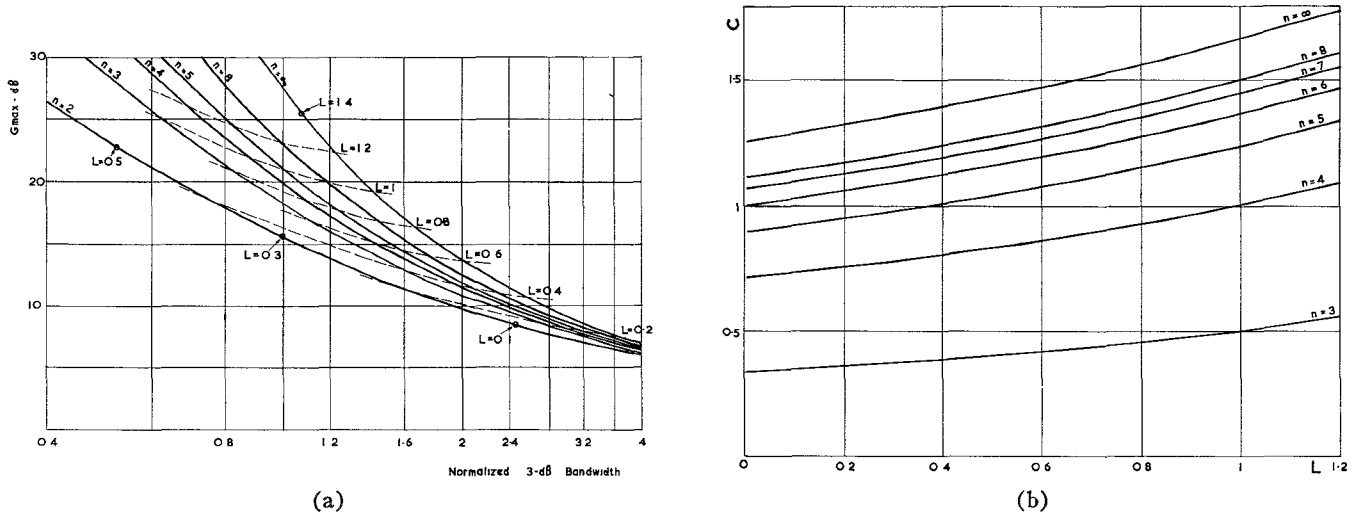 30
20
10
Gmax - dB
n=2
n=3
n=4
n=5
n=8
L=1 4
L=1 2
L=1
L=0 8
L=0 6
L=0 4
L=0·2
L=0 5
L=0 3
L=0 1
0 4
0 8
1 2
1 6
2
2·4
3 2
4
Normalized 3-dB Bandwidth
(a)
C
1·5
1
0·5
n=∞
n=8
n=7
n=6
n=5
n=4
n=3
0
0 2
0 4
0.6
0 8
1
L
1·2
(b)